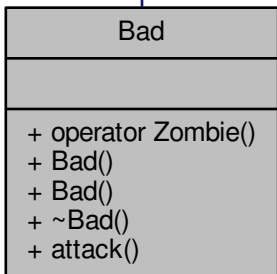 Bad
+ operator Zombie()
+ Bad()
+ Bad()
+ ~Bad()
+ attack()